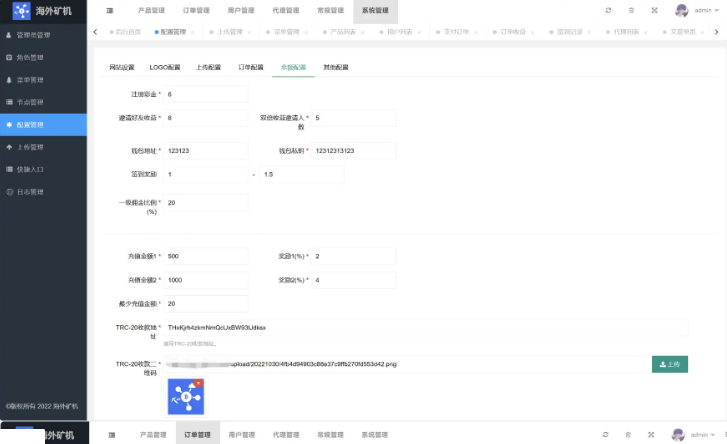 海外矿机
产品管理 订单管理 用户管理 代理管理 常规管理 系统管理 admin
后台首页 配置管理 上传管理 菜单管理 产品列表 用户列表 支付订单 订单收益 签到记录 代理列表 文章单页
管理员管理
角色管理
菜单管理
节点管理
配置管理
上传管理
快捷入口
日志管理
网站设置 LOGO配置 上传配置 订单配置 余额配置 其他配置
注册彩金 * 6
邀请好友收益 * 6 双倍收益邀请人数 * 5
钱包地址 * 123123 钱包私钥 * 12312313123
签到奖励 1 - 1.5
一级佣金比例 * (%) 20
充值金额1 * 500 奖励1(%) * 2
充值金额2 * 1000 奖励2(%) * 4
最少充值金额 * 20
TRC-20收款地址 *
填写TRC-20收款地址。
TRC-20收款二维码 * /upload/20221030/4fb4d94903c88e37c9ffb270fd553d42.png 上传
©版权所有 2022 海外矿机
海外矿机
产品管理 订单管理 用户管理 代理管理 常规管理 系统管理 admin